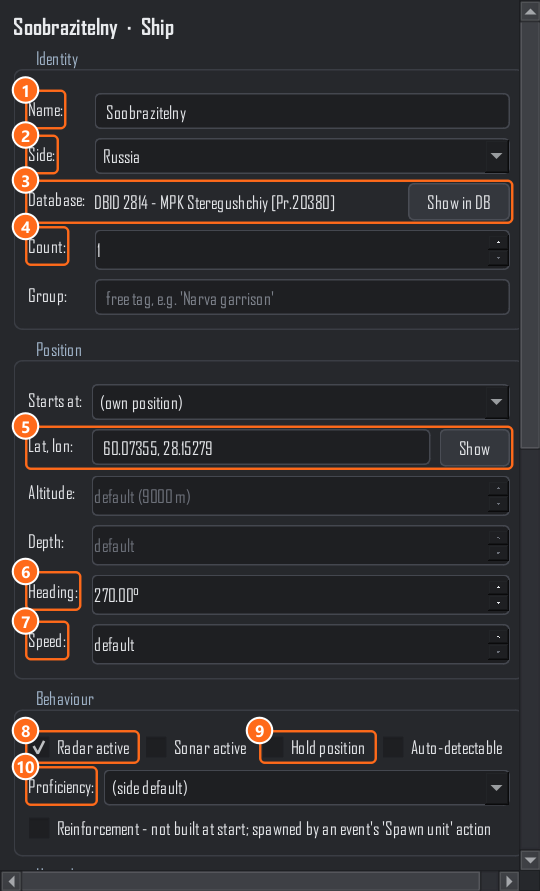 Soobrazitelny · Ship
Identity
1
Name: Soobrazitelny
2
Side: Russia
3
Database: DBID 2814 - MPK Steregushchiy [Pr.20380] Show in DB
4
Count: 1
Group: free tag, e.g. 'Narva garrison'
Position
Starts at: (own position)
5
Lat, lon: 60.07355, 28.15279 Show
Altitude: default (9000 m)
Depth: default
6
Heading: 270.00º
7
Speed: default
Behaviour
8 9
Radar active Sonar active Hold position Auto-detectable
10
Proficiency: (side default)
Reinforcement - not built at start; spawned by an event's 'Spawn unit' action